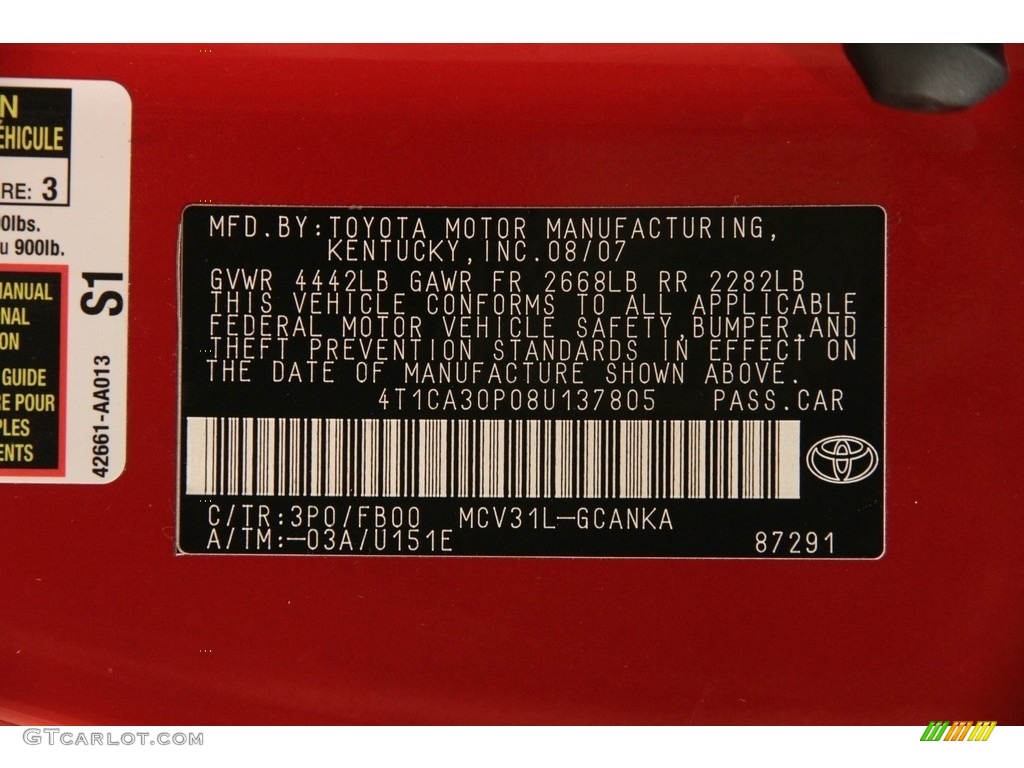 N
ÉHICULE
RE: 3
0lbs.
u 900lb.
MANUAL
NAL
ON
GUIDE
RE POUR
PLES
ENTS
S1
42661-AA013
MFD.BY:TOYOTA MOTOR MANUFACTURING,
KENTUCKY,INC.08/07
GVWR 4442LB GAWR FR 2668LB RR 2282LB
THIS VEHICLE CONFORMS TO ALL APPLICABLE
FEDERAL MOTOR VEHICLE SAFETY,BUMPER,AND
THEFT PREVENTION STANDARDS IN EFFECT ON
THE DATE OF MANUFACTURE SHOWN ABOVE.
4T1CA30P08U137805 PASS.CAR
C/TR:3P0/FB00 MCV31L-GCANKA
A/TM:-03A/U151E
87291
GTcarlot.com